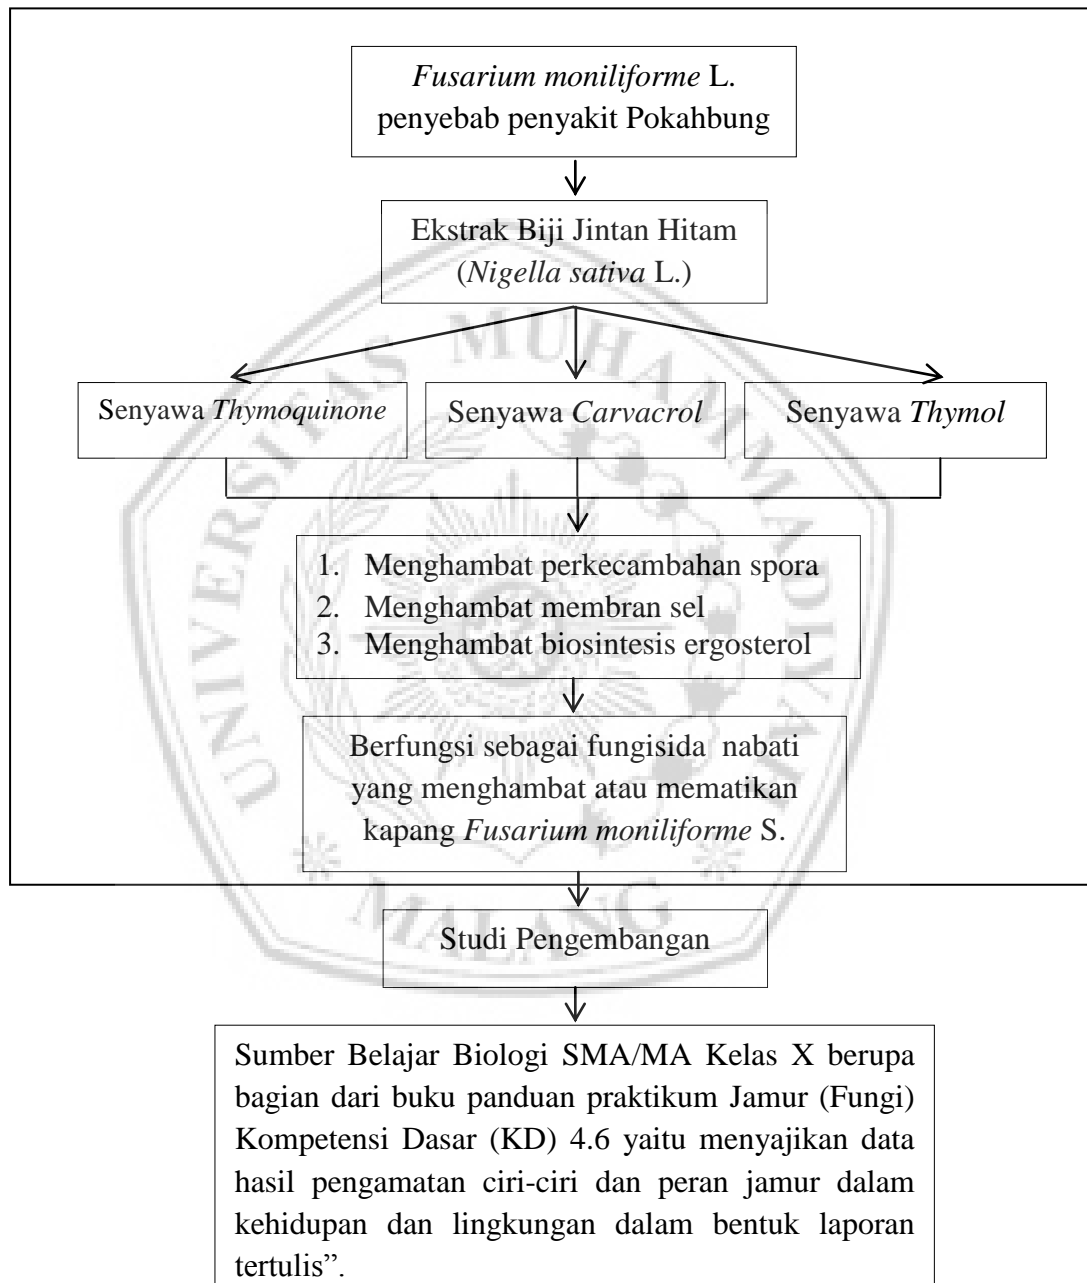 Fusarium moniliforme L.
penyebab penyakit Pokahbung
Ekstrak Biji Jintan Hitam
(Nigella sativa L.)
Senyawa Thymoquinone
Senyawa Carvacrol
Senyawa Thymol
1. Menghambat perkecambahan spora
2. Menghambat membran sel
3. Menghambat biosintesis ergosterol
Berfungsi sebagai fungisida nabati
yang menghambat atau mematikan
kapang Fusarium moniliforme S.
Studi Pengembangan
Sumber Belajar Biologi SMA/MA Kelas X berupa
bagian dari buku panduan praktikum Jamur (Fungi)
Kompetensi Dasar (KD) 4.6 yaitu menyajikan data
hasil pengamatan ciri-ciri dan peran jamur dalam
kehidupan dan lingkungan dalam bentuk laporan
tertulis”.
UNIVERSITAS MUHAMMADIYAH
MALANG